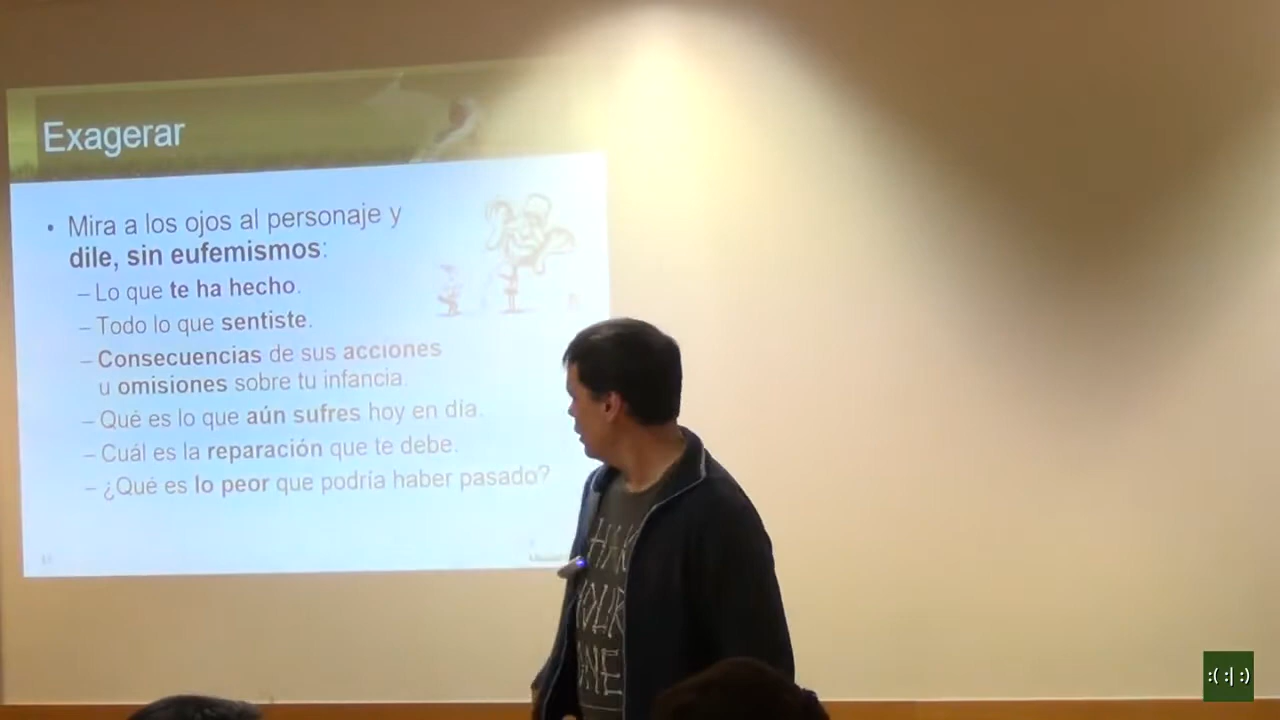 Exagerar
• Mira a los ojos al personaje y
dile, sin eufemismos:
– Lo que te ha hecho.
– Todo lo que sentiste.
– Consecuencias de sus acciones
u omisiones sobre tu infancia.
– Qué es lo que aún sufres hoy en día.
– Cuál es la reparación que te debe.
– ¿Qué es lo peor que podría haber pasado?
:( :| :)